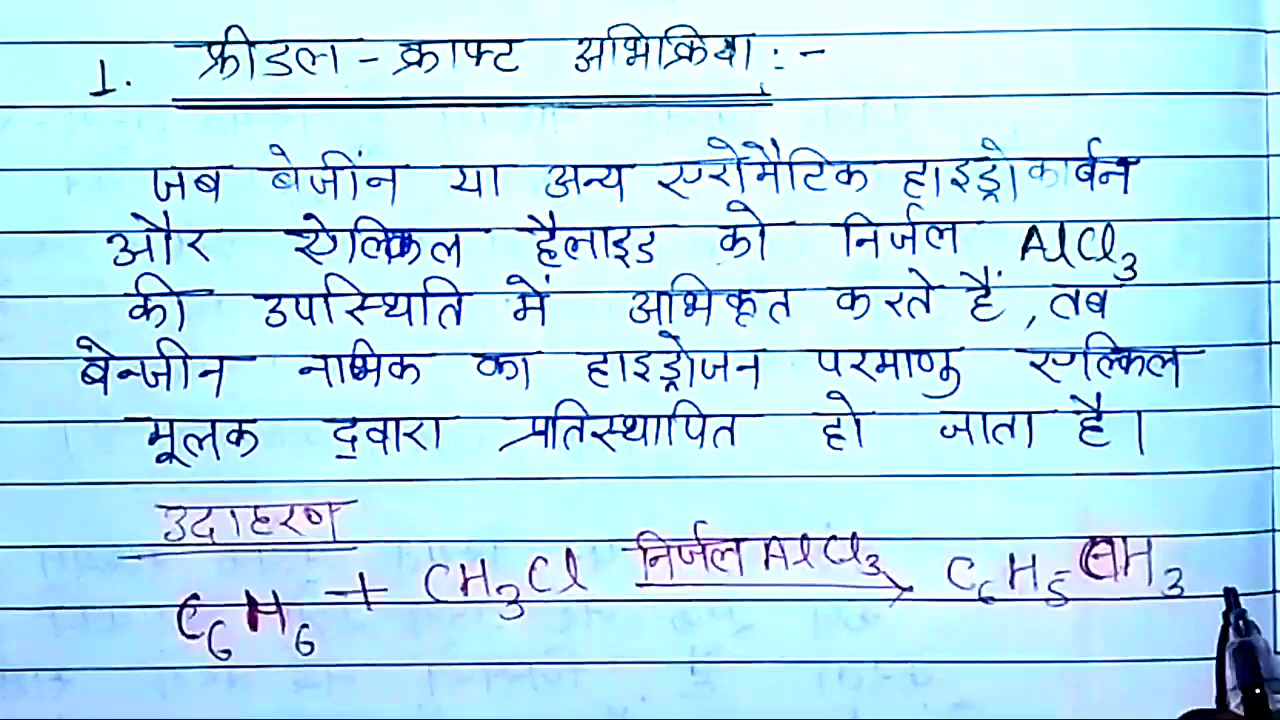 1. फ्रीडल - क्राफ्ट अभिक्रिया : -
जब बेजींन या अन्य एरोमैटिक हाइड्रोकार्बन
और ऐल्किल हैलाइड को निर्जल AlCl₃
की उपस्थिति में अभिकृत करते हैं , तब
बेन्जीन नाभिक का हाइड्रोजन परमाणु एल्किल
मूलक द्वारा प्रतिस्थापित हो जाता है।
उदाहरण
C₆H₆ + CH₃Cl निर्जल AlCl₃ → C₆H₅CH₃